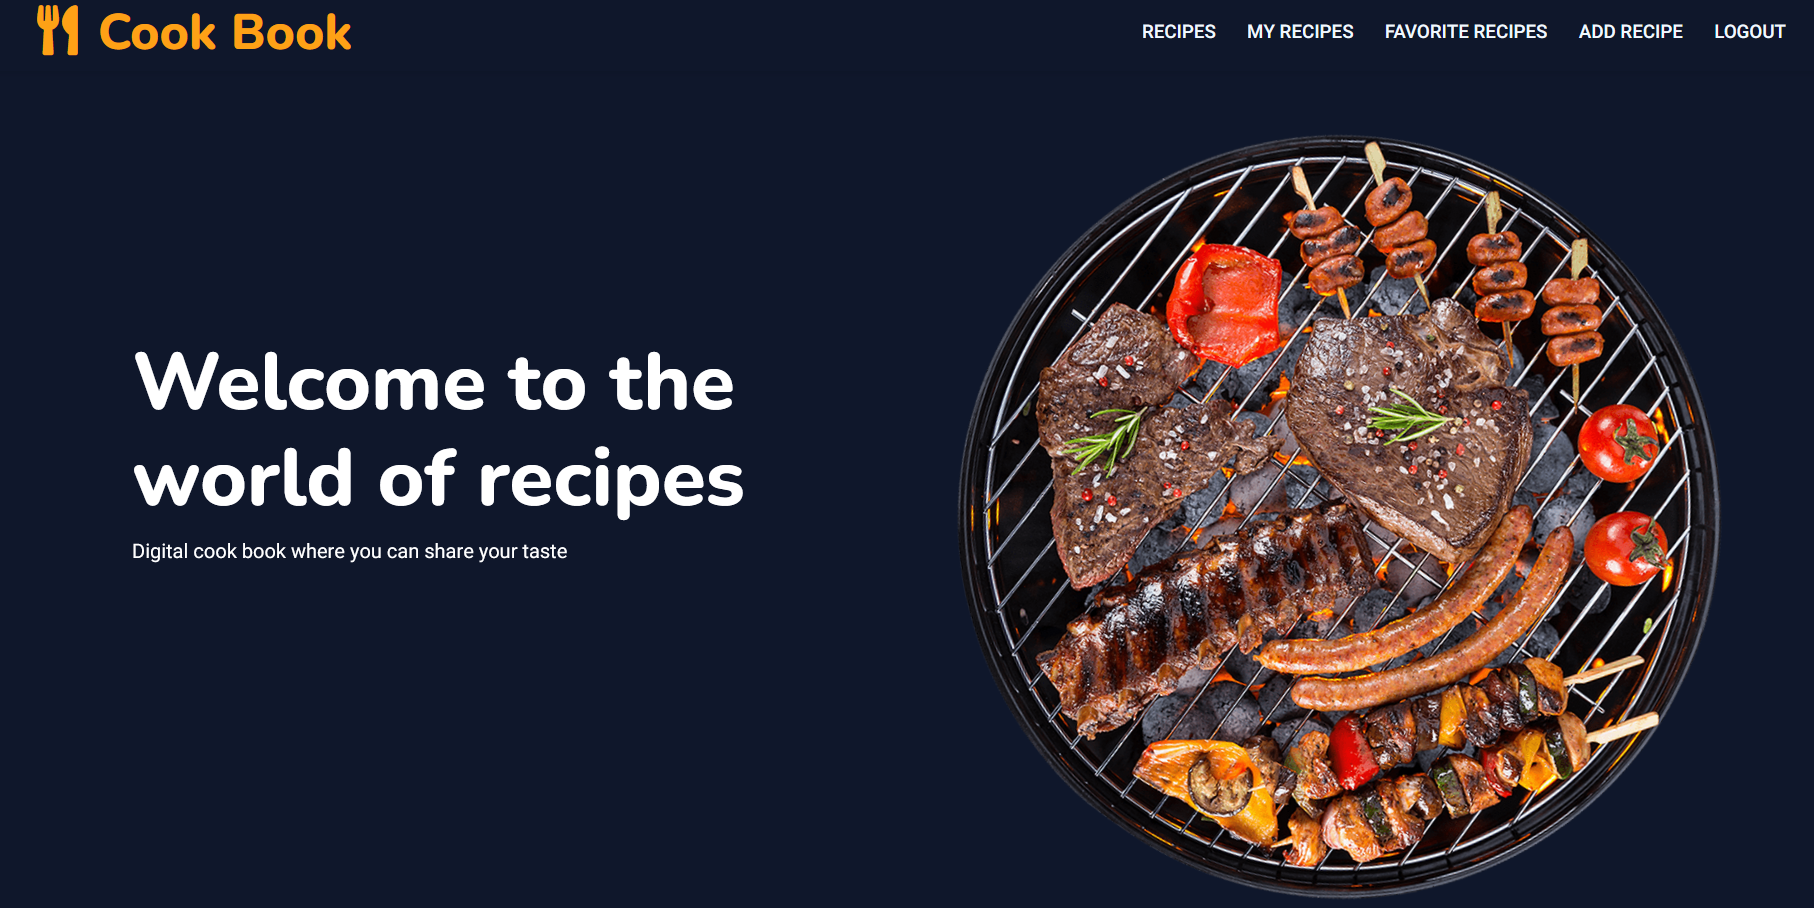 Cook Book
RECIPES MY RECIPES FAVORITE RECIPES ADD RECIPE LOGOUT
Welcome to the
world of recipes
Digital cook book where you can share your taste